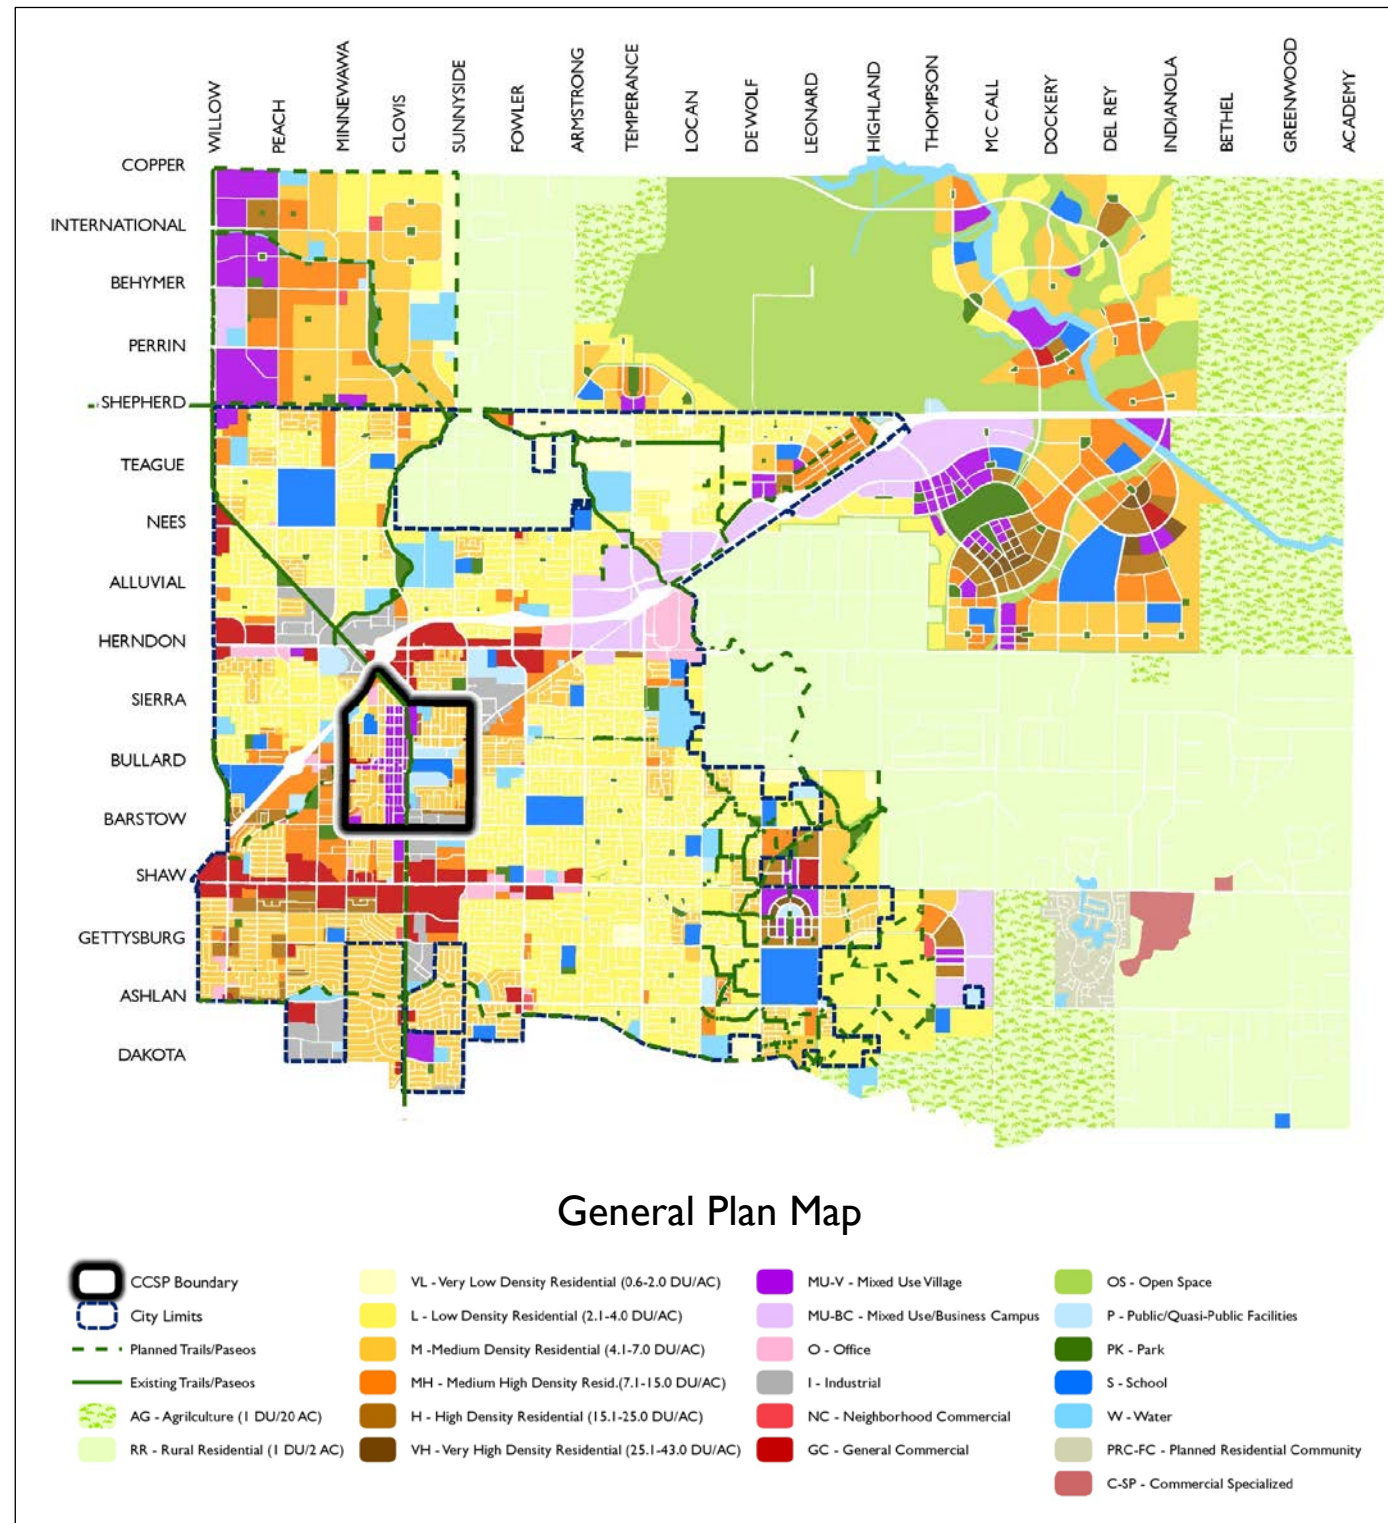 WILLOW
PEACH
MINNEWAWA
CLOVIS
SUNNYSIDE
FOWLER
ARMSTRONG
TEMPERANCE
LOCAN
DEWOLF
LEONARD
HIGHLAND
THOMPSON
MC CALL
DOCKERY
DEL REY
INDIANOLA
BETHEL
GREENWOOD
ACADEMY
COPPER
INTERNATIONAL
BEHYMER
PERRIN
SHEPHERD
TEAGUE
NEES
ALLUVIAL
HERNDON
SIERRA
BULLARD
BARSTOW
SHAW
GETTYSBURG
ASHLAN
DAKOTA
General Plan Map
CCSP Boundary
City Limits
Planned Trails/Paseos
Existing Trails/Paseos
AG - Agrilculture (1 DU/20 AC)
RR - Rural Residential (1 DU/2 AC)
VL - Very Low Density Residential (0.6-2.0 DU/AC)
L - Low Density Residential (2.1-4.0 DU/AC)
M -Medium Density Residential (4.1-7.0 DU/AC)
MH - Medium High Density Resid.(7.1-15.0 DU/AC)
H - High Density Residential (15.1-25.0 DU/AC)
VH - Very High Density Residential (25.1-43.0 DU/AC)
MU-V - Mixed Use Village
MU-BC - Mixed Use/Business Campus
O - Office
I - Industrial
NC - Neighborhood Commercial
GC - General Commercial
OS - Open Space
P - Public/Quasi-Public Facilities
PK - Park
S - School
W - Water
PRC-FC - Planned Residential Community
C-SP - Commercial Specialized